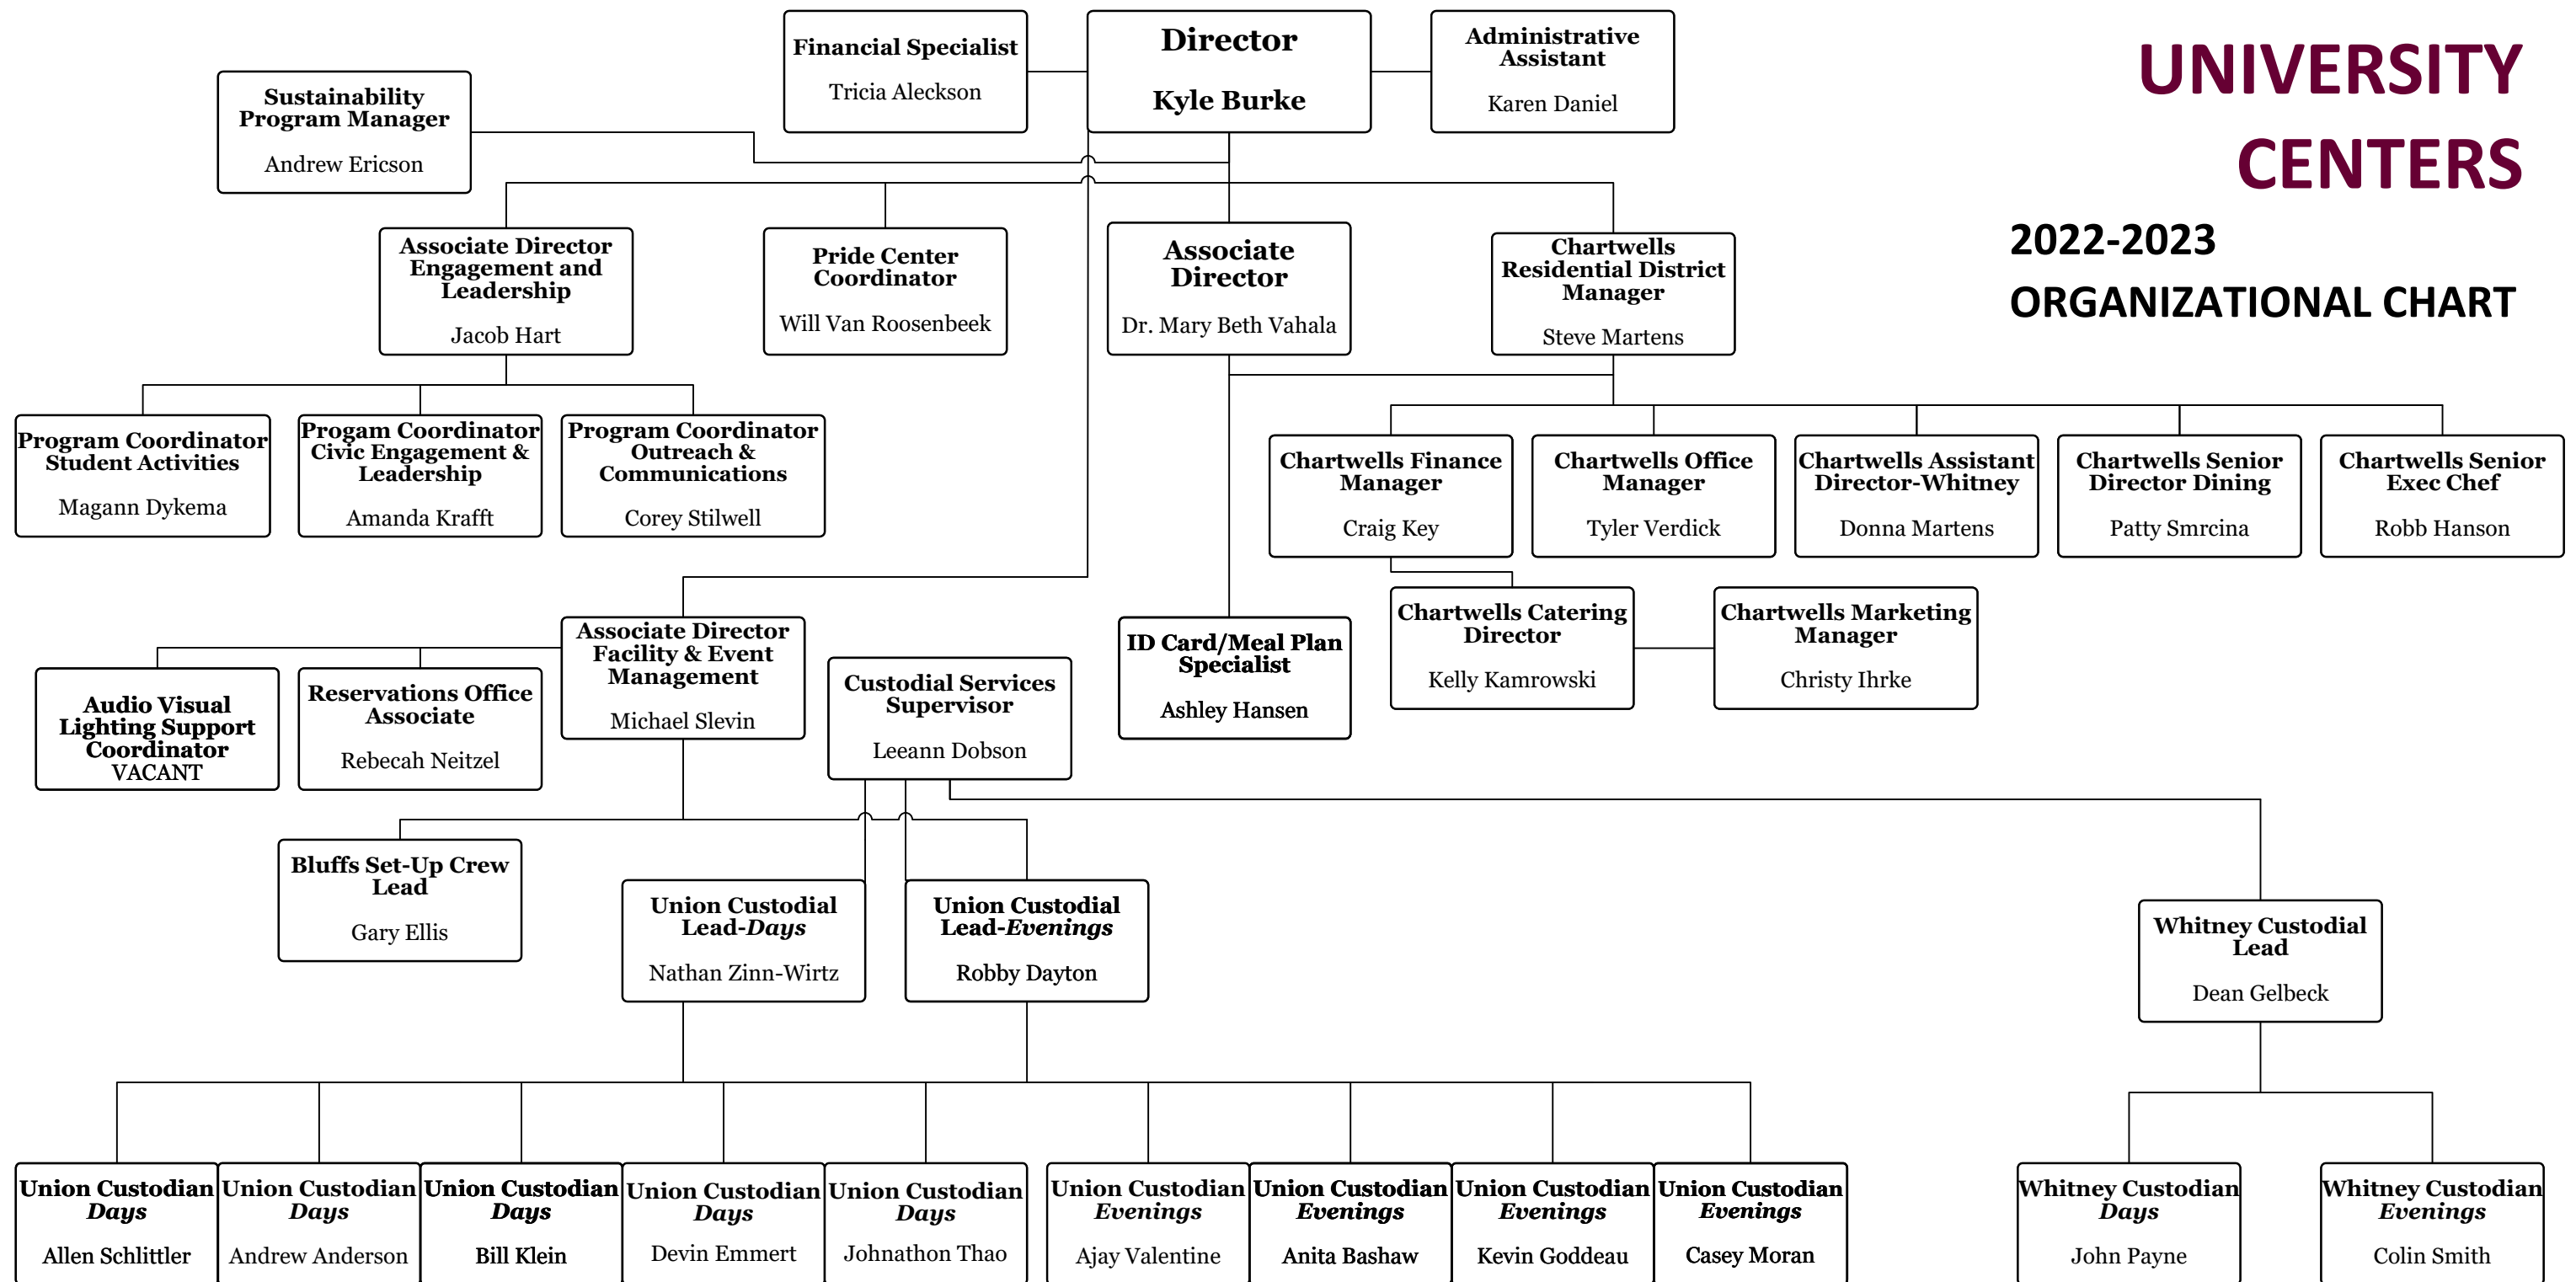 UNIVERSITY
CENTERS
2022-2023
ORGANIZATIONAL CHART
Financial Specialist
Tricia Aleckson
Director
Kyle Burke
Administrative
Assistant
Karen Daniel
Sustainability
Program Manager
Andrew Ericson
Associate Director
Engagement and
Leadership
Jacob Hart
Pride Center
Coordinator
Will Van Roosenbeek
Associate
Director
Dr. Mary Beth Vahala
Chartwells
Residential District
Manager
Steve Martens
Program Coordinator
Student Activities
Magann Dykema
Progam Coordinator
Civic Engagement &
Leadership
Amanda Krafft
Program Coordinator
Outreach &
Communications
Corey Stilwell
Chartwells Finance
Manager
Craig Key
Chartwells Office
Manager
Tyler Verdick
Chartwells Assistant
Director-Whitney
Donna Martens
Chartwells Senior
Director Dining
Patty Smrcina
Chartwells Senior
Exec Chef
Robb Hanson
Chartwells Catering
Director
Kelly Kamrowski
Chartwells Marketing
Manager
Christy Ihrke
Associate Director
Facility & Event
Management
Michael Slevin
ID Card/Meal Plan
Specialist
Ashley Hansen
Audio Visual
Lighting Support
Coordinator
VACANT
Reservations Office
Associate
Rebecah Neitzel
Custodial Services
Supervisor
Leeann Dobson
Bluffs Set-Up Crew
Lead
Gary Ellis
Union Custodial
Lead-Days
Nathan Zinn-Wirtz
Union Custodial
Lead-Evenings
Robby Dayton
Whitney Custodial
Lead
Dean Gelbeck
Union Custodian
Days
Allen Schlittler
Union Custodian
Days
Andrew Anderson
Union Custodian
Days
Bill Klein
Union Custodian
Days
Devin Emmert
Union Custodian
Days
Johnathon Thao
Union Custodian
Evenings
Ajay Valentine
Union Custodian
Evenings
Anita Bashaw
Union Custodian
Evenings
Kevin Goddeau
Union Custodian
Evenings
Casey Moran
Whitney Custodian
Days
John Payne
Whitney Custodian
Evenings
Colin Smith